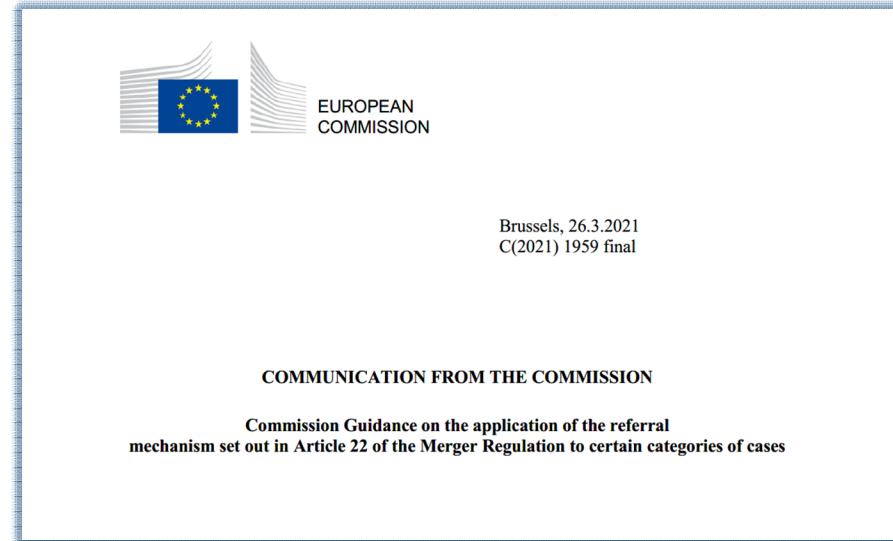 EUROPEAN
COMMISSION
Brussels, 26.3.2021
C(2021) 1959 final
COMMUNICATION FROM THE COMMISSION
Commission Guidance on the application of the referral
mechanism set out in Article 22 of the Merger Regulation to certain categories of cases